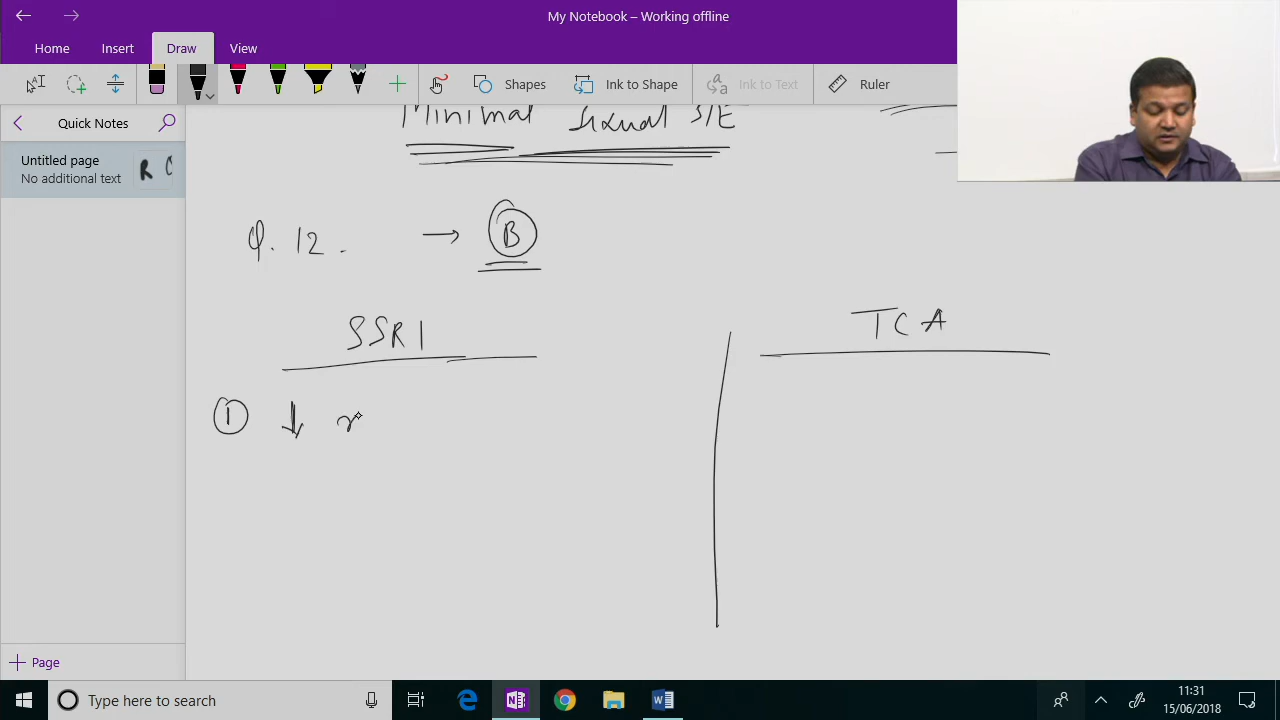 My Notebook – Working offline
Home Insert Draw View
Shapes Ink to Shape Ink to Text Ruler
Quick Notes
Untitled page
No additional text
Minimal Sexual S/E
Q. 12. → B
SSRI TCA
① ↓
+ Page
Type here to search
11:31
15/06/2018